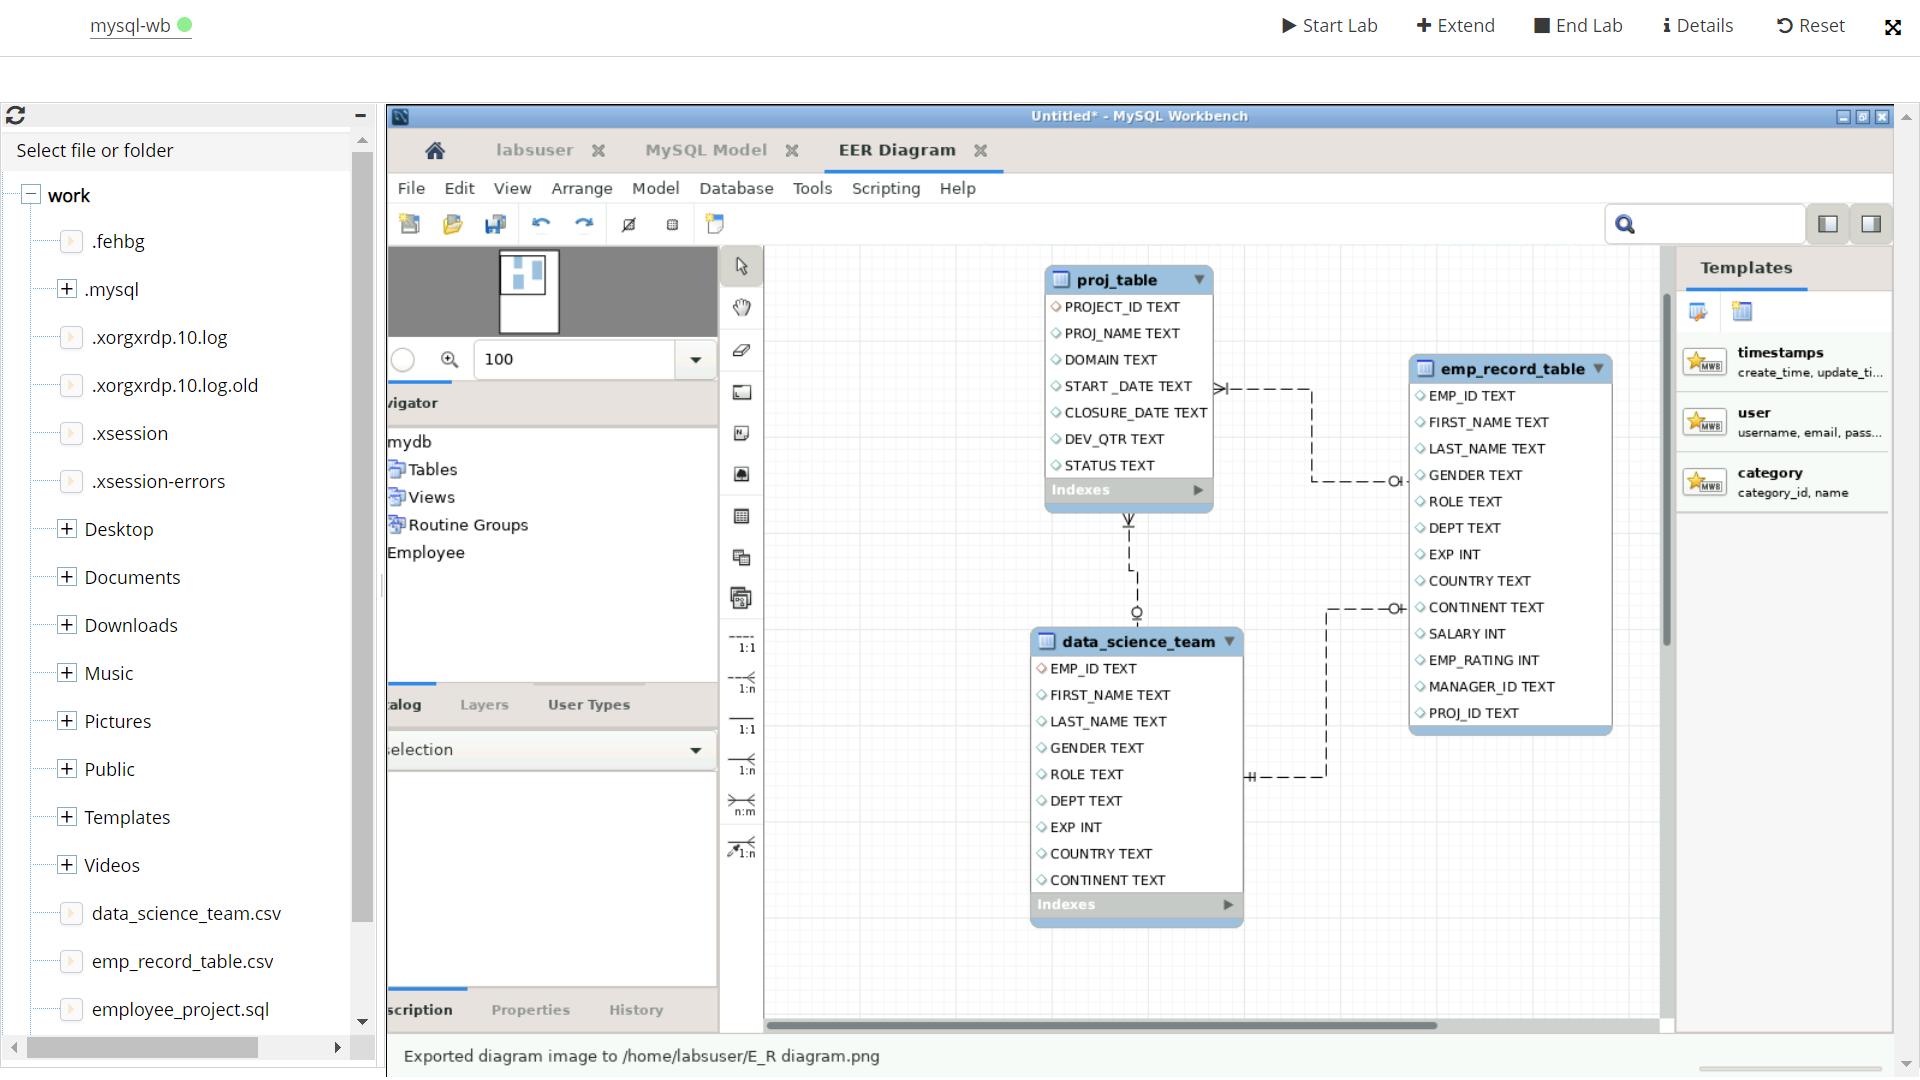 mysql-wb
Start Lab
Extend
End Lab
Details
Reset
Select file or folder
work
.fehbg
.mysql
.xorgxrdp.10.log
.xorgxrdp.10.log.old
.xsession
.xsession-errors
Desktop
Documents
Downloads
Music
Pictures
Public
Templates
Videos
data_science_team.csv
emp_record_table.csv
employee_project.sql
Untitled* - MySQL Workbench
labsuser
MySQL Model
EER Diagram
File Edit View Arrange Model Database Tools Scripting Help
100
vigator
mydb
Tables
Views
Routine Groups
Employee
alog
Layers
User Types
election
scription
Properties
History
1:1
1:n
1:1
1:n
n:m
1:n
proj_table
PROJECT_ID TEXT
PROJ_NAME TEXT
DOMAIN TEXT
START _DATE TEXT
CLOSURE_DATE TEXT
DEV_QTR TEXT
STATUS TEXT
Indexes
data_science_team
EMP_ID TEXT
FIRST_NAME TEXT
LAST_NAME TEXT
GENDER TEXT
ROLE TEXT
DEPT TEXT
EXP INT
COUNTRY TEXT
CONTINENT TEXT
Indexes
emp_record_table
EMP_ID TEXT
FIRST_NAME TEXT
LAST_NAME TEXT
GENDER TEXT
ROLE TEXT
DEPT TEXT
EXP INT
COUNTRY TEXT
CONTINENT TEXT
SALARY INT
EMP_RATING INT
MANAGER_ID TEXT
PROJ_ID TEXT
Templates
MWB
timestamps
create_time, update_ti...
MWB
user
username, email, pass...
MWB
category
category_id, name
Exported diagram image to /home/labsuser/E_R diagram.png